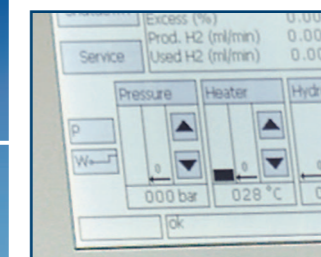 Excess (%) 0.00
Prod. H2 (ml/min) 0.00
Used H2 (ml/min) 0.00
Service
Pressure Heater
P
W
0 0
000 bar 028 °C
ok